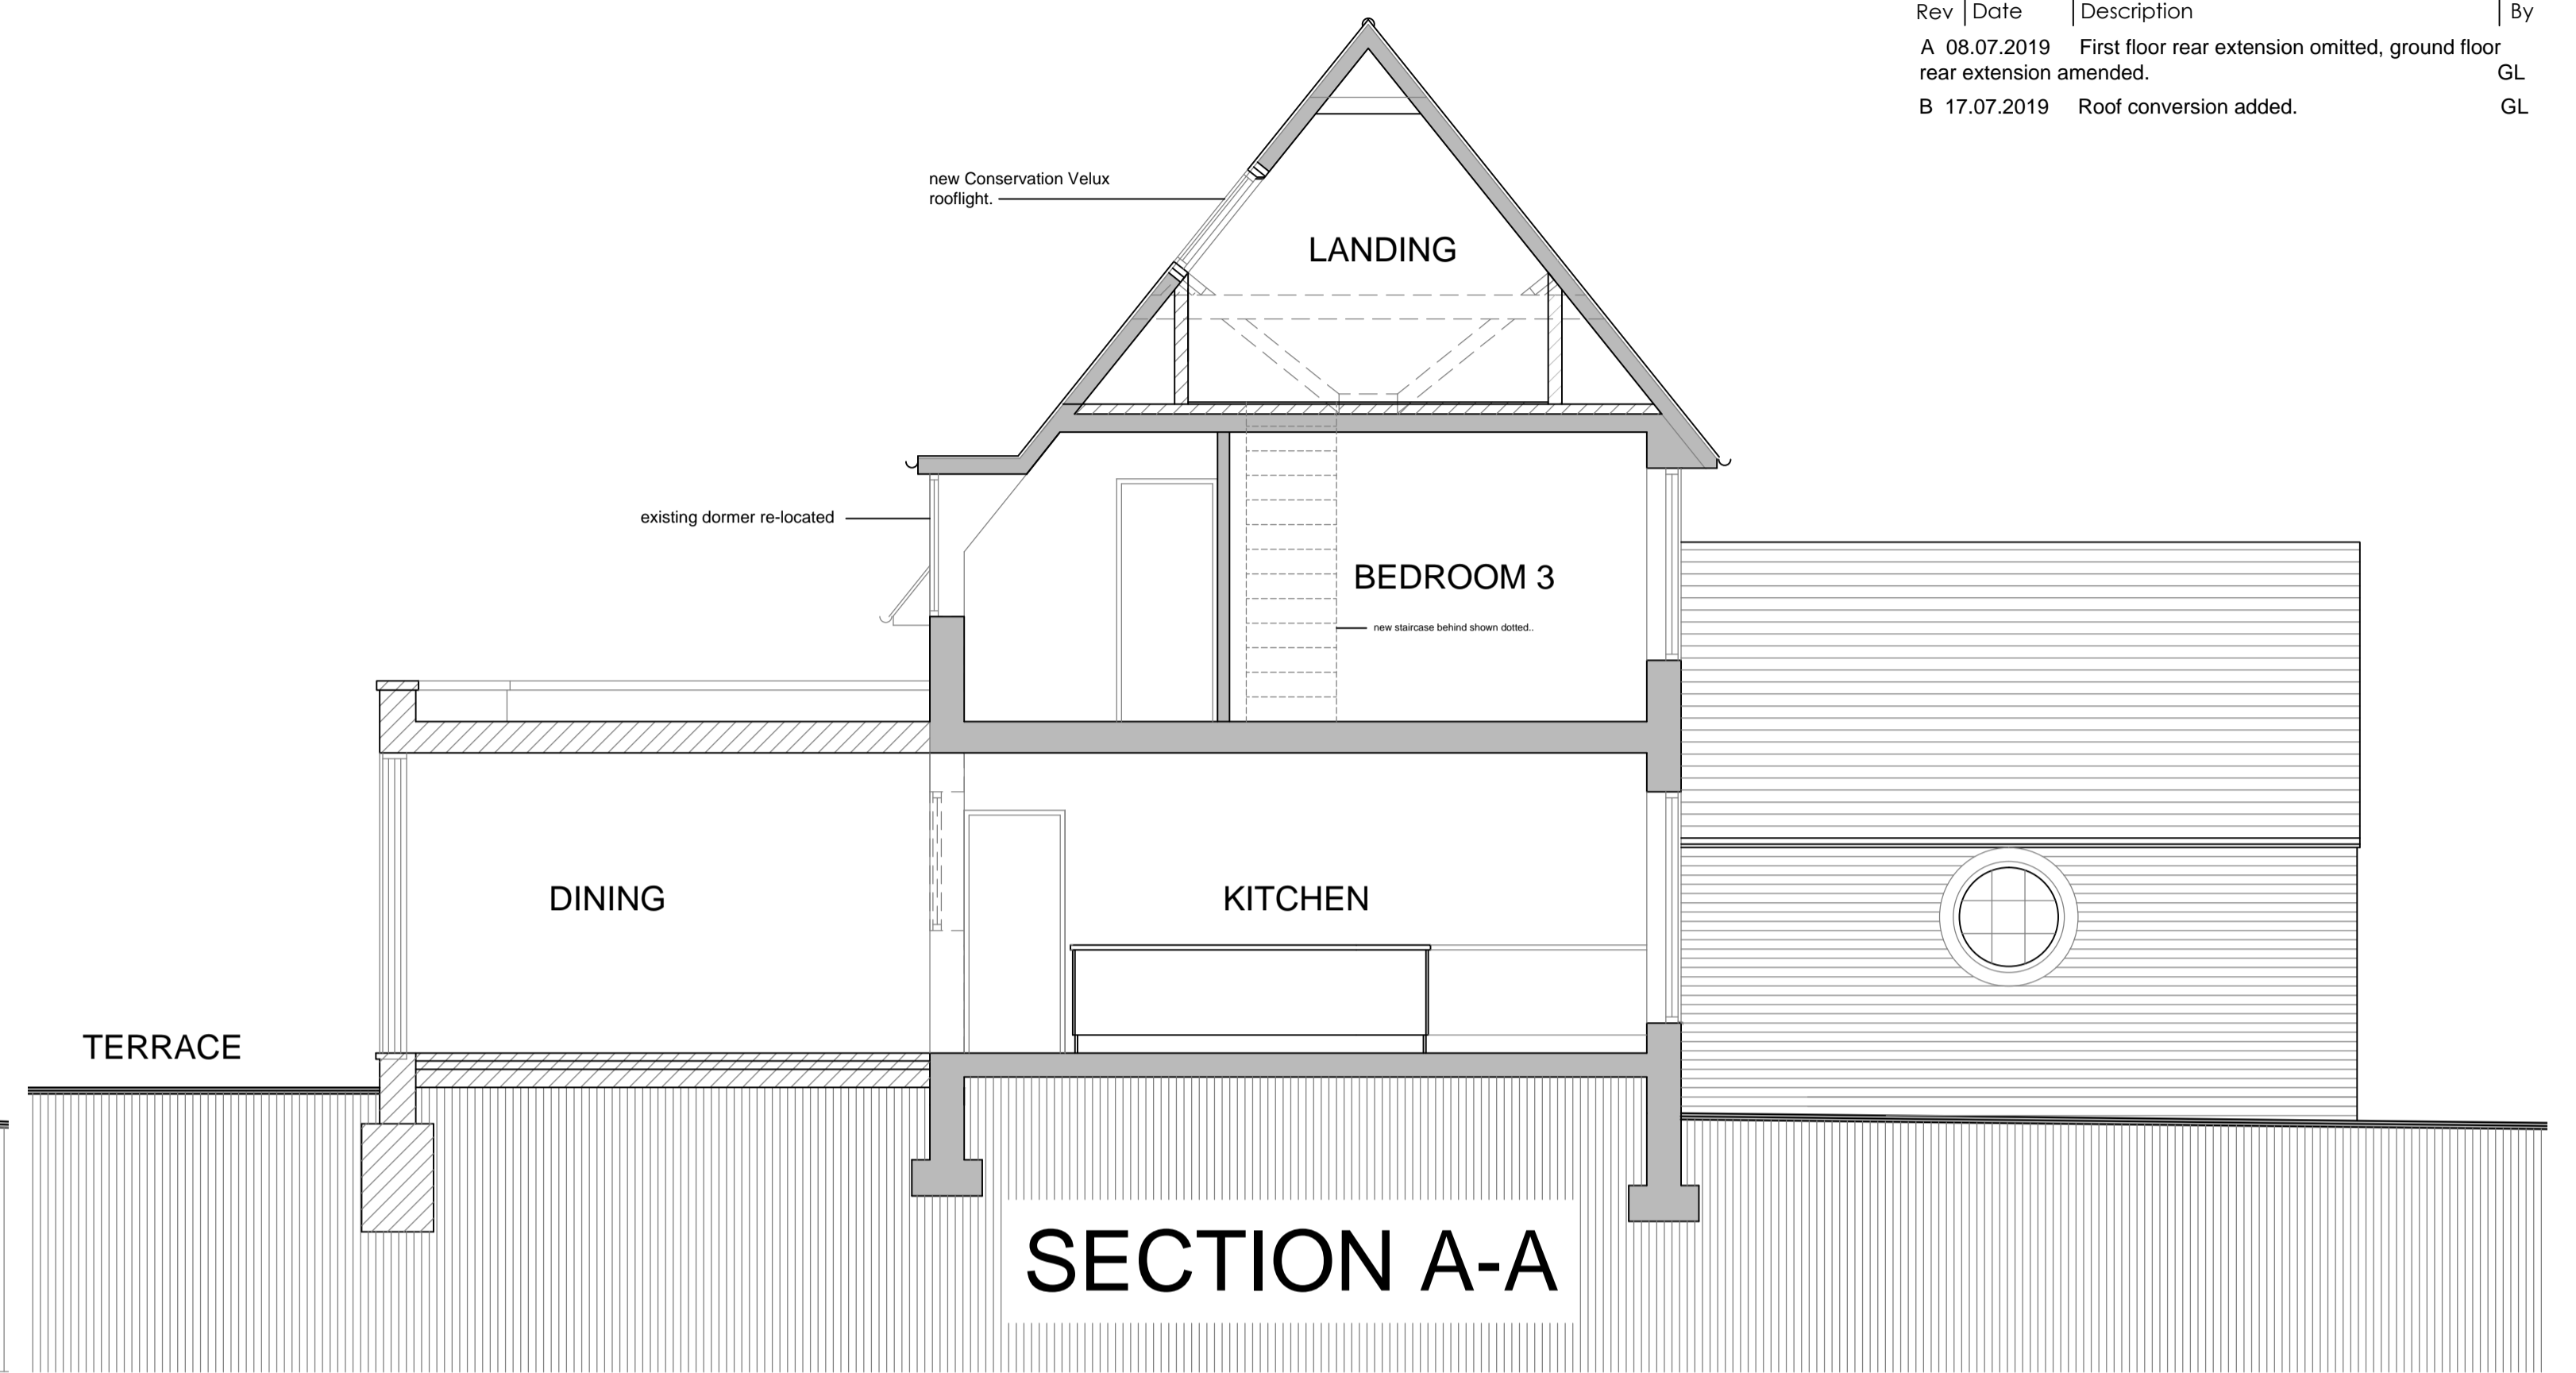 Rev Date Description By
A 08.07.2019 First floor rear extension omitted, ground floor
rear extension amended. GL
B 17.07.2019 Roof conversion added. GL
new Conservation Velux
rooflight.
LANDING
existing dormer re-located
BEDROOM 3
new staircase behind shown dotted..
DINING
KITCHEN
TERRACE
SECTION A-A